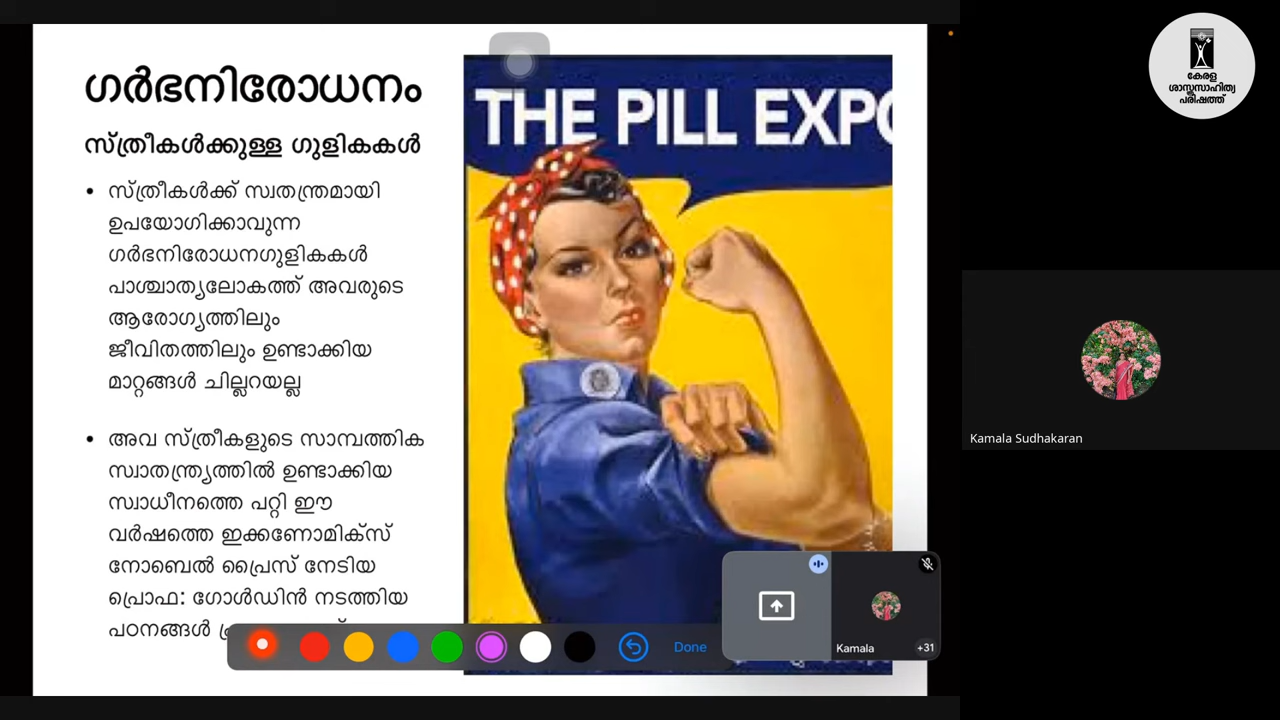 ഗർഭനിരോധനം
സ്ത്രീകൾക്കുള്ള ഗുളികകൾ
• സ്ത്രീകൾക്ക് സ്വതന്ത്രമായി
ഉപയോഗിക്കാവുന്ന
ഗർഭനിരോധനഗുളികകൾ
പാശ്ചാത്യലോകത്ത് അവരുടെ
ആരോഗ്യത്തിലും
ജീവിതത്തിലും ഉണ്ടാക്കിയ
മാറ്റങ്ങൾ ചില്ലറയല്ല
• അവ സ്ത്രീകളുടെ സാമ്പത്തിക
സ്വാതന്ത്ര്യത്തിൽ ഉണ്ടാക്കിയ
സ്വാധീനത്തെ പറ്റി ഈ
വർഷത്തെ ഇക്കണോമിക്സ്
നോബെൽ പ്രൈസ് നേടിയ
പ്രൊഫ: ഗോൾഡിൻ നടത്തിയ
പഠനങ്ങൾ
THE PILL EXPO
Done
Kamala
+31
കേരള
ശാസ്ത്രസാഹിത്യ
പരിഷത്ത്
Kamala Sudhakaran